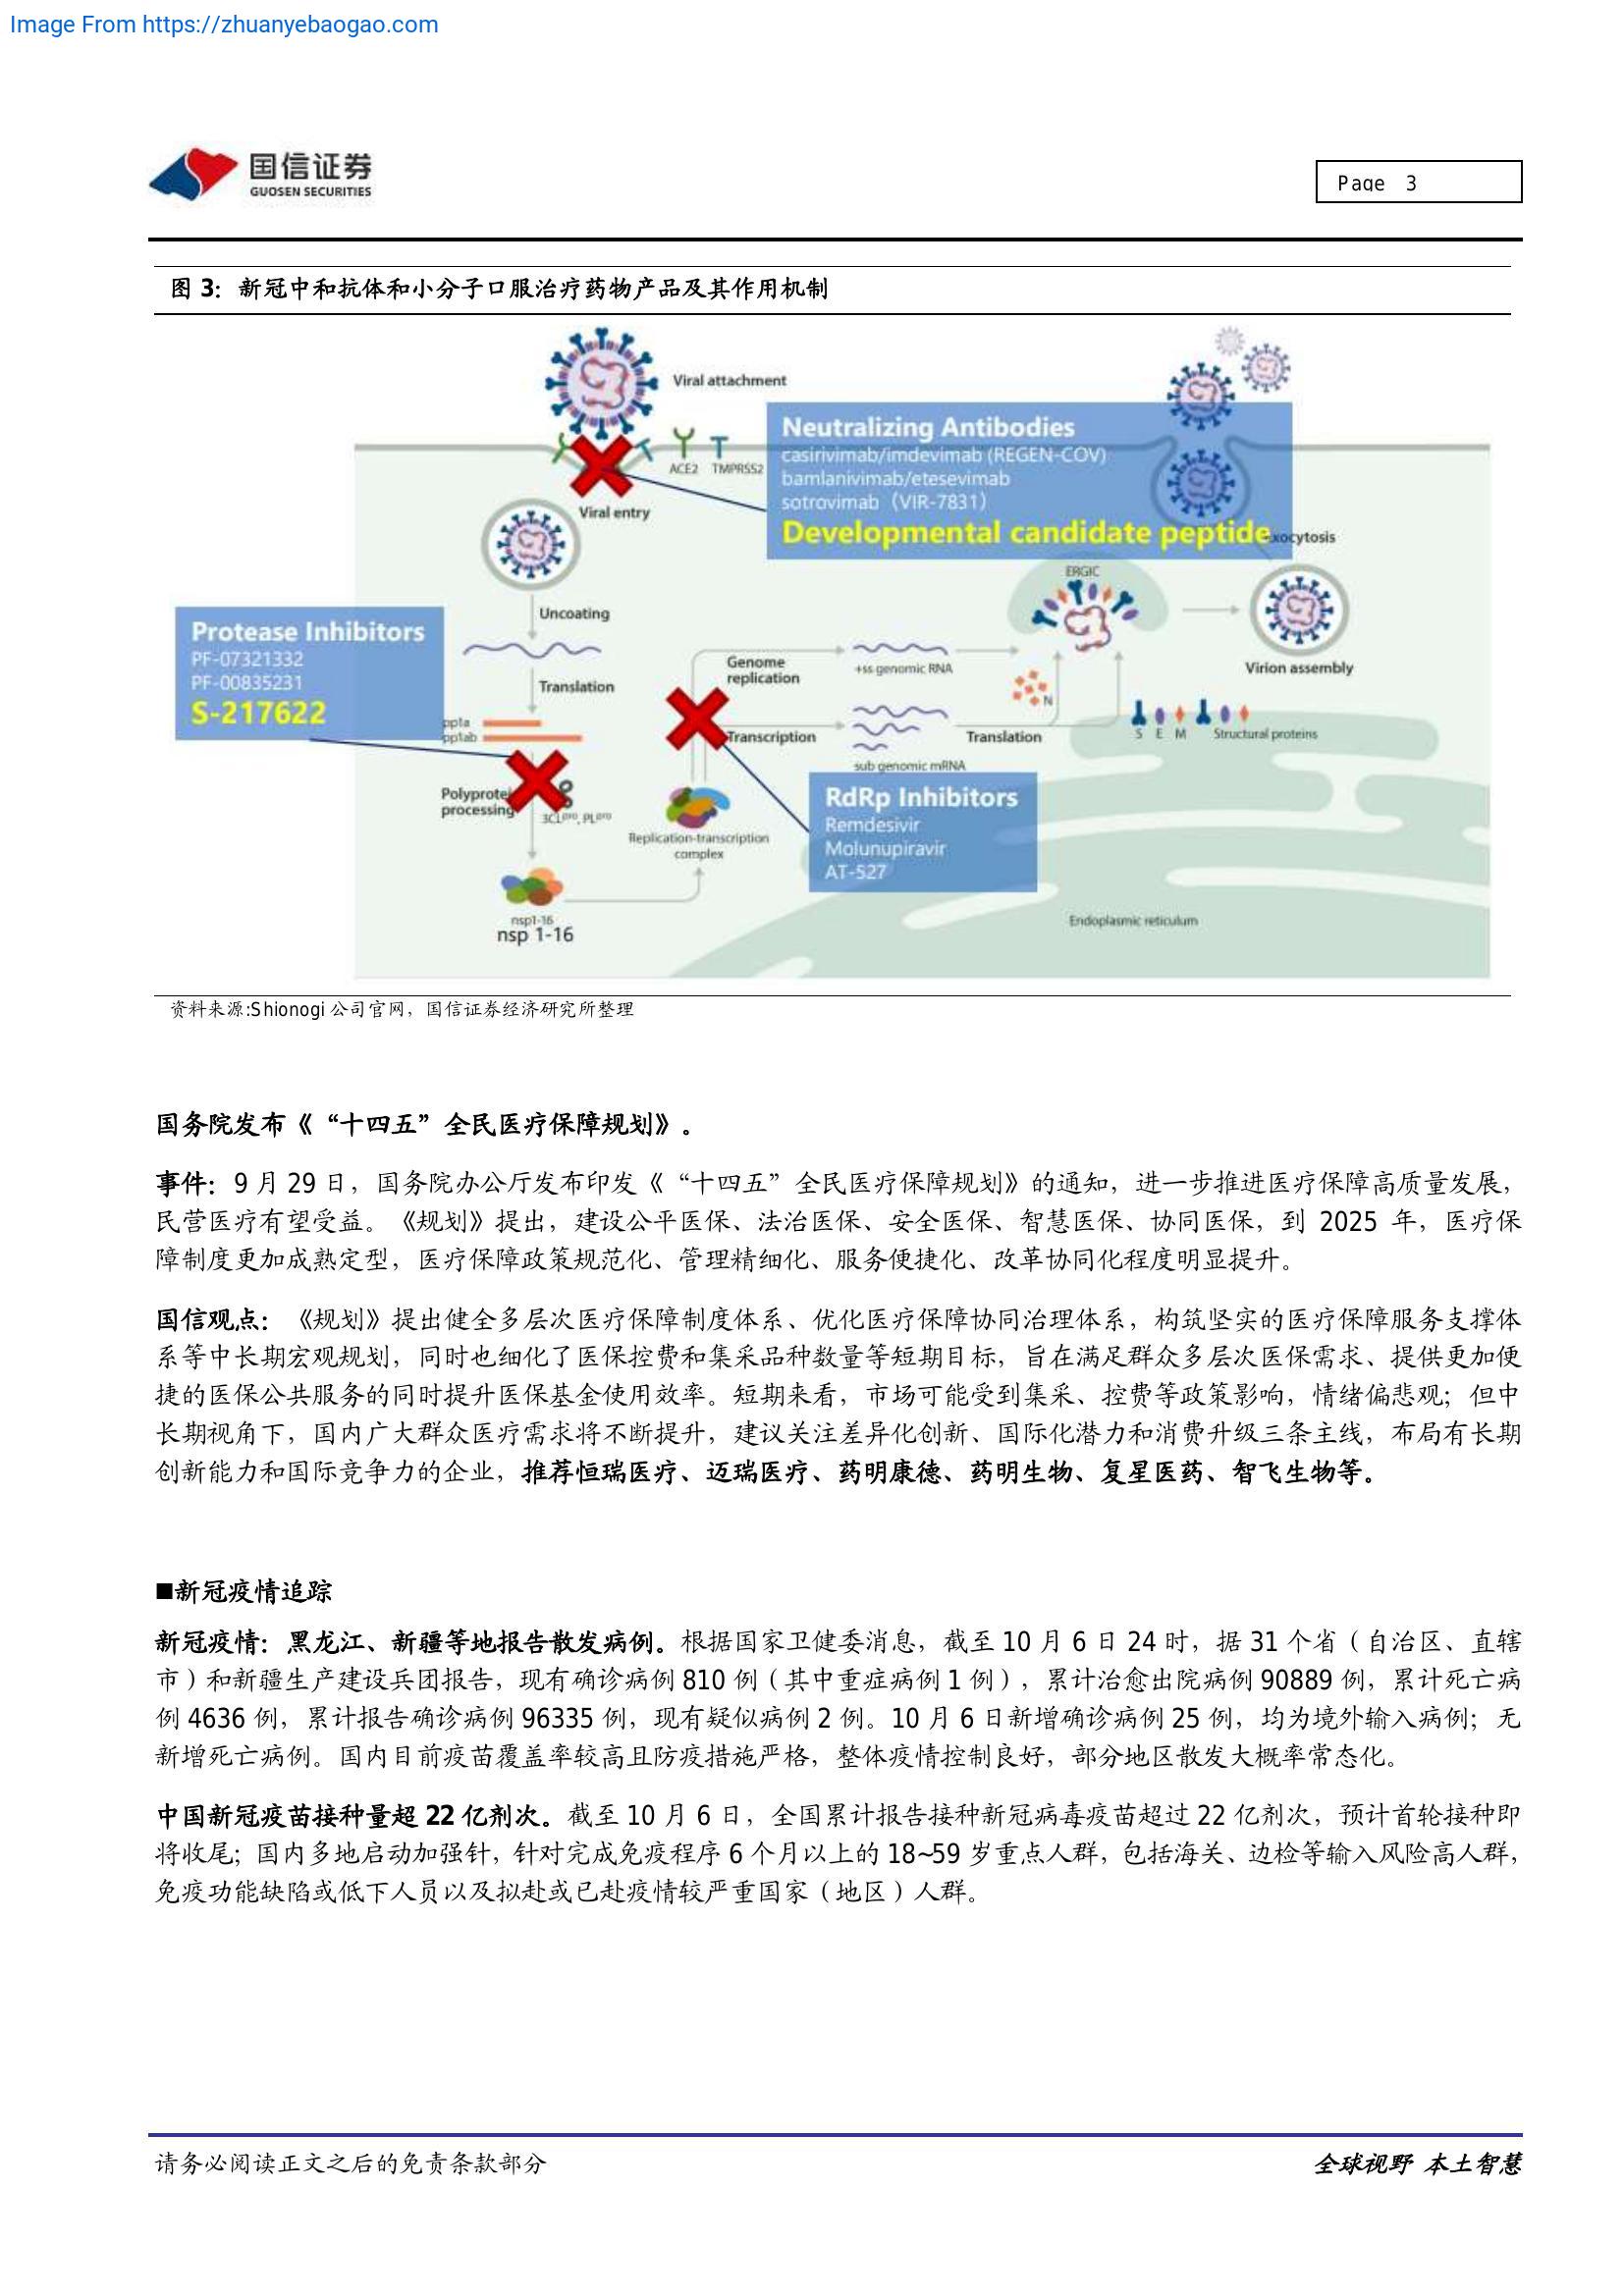 Image From https://zhuanyebaogao.com
国信证券
GUOSEN SECURITIES
Page 3
图 3：新冠中和抗体和小分子口服治疗药物产品及其作用机制
Viral attachment
Neutralizing Antibodies
casirivimab/imdevimab (REGEN-COV)
bamlanivimab/etesevimab
sotrovimab（VIR-7831）
Developmental candidate peptide
ACE2 TMPRSS2
Viral entry
xocytosis
ERGIC
Uncoating
Protease Inhibitors
PF-07321332
PF-00835231
S-217622
Translation
Genome
replication
+ss genomic RNA
Virion assembly
N
pp1a
pp1ab
Transcription
Translation
S E M Structural proteins
sub genomic mRNA
Polyprotei
processing
3CLpro, PLpro
RdRp Inhibitors
Remdesivir
Molunupiravir
AT-527
Replication-transcription
complex
nsp1-16
nsp 1-16
Endoplasmic reticulum
资料来源:Shionogi 公司官网，国信证券经济研究所整理
国务院发布《“十四五”全民医疗保障规划》。
事件：9 月 29 日，国务院办公厅发布印发《“十四五”全民医疗保障规划》的通知，进一步推进医疗保障高质量发展，
民营医疗有望受益。《规划》提出，建设公平医保、法治医保、安全医保、智慧医保、协同医保，到 2025 年，医疗保
障制度更加成熟定型，医疗保障政策规范化、管理精细化、服务便捷化、改革协同化程度明显提升。
国信观点：《规划》提出健全多层次医疗保障制度体系、优化医疗保障协同治理体系，构筑坚实的医疗保障服务支撑体
系等中长期宏观规划，同时也细化了医保控费和集采品种数量等短期目标，旨在满足群众多层次医保需求、提供更加便
捷的医保公共服务的同时提升医保基金使用效率。短期来看，市场可能受到集采、控费等政策影响，情绪偏悲观；但中
长期视角下，国内广大群众医疗需求将不断提升，建议关注差异化创新、国际化潜力和消费升级三条主线，布局有长期
创新能力和国际竞争力的企业，推荐恒瑞医疗、迈瑞医疗、药明康德、药明生物、复星医药、智飞生物等。
■新冠疫情追踪
新冠疫情：黑龙江、新疆等地报告散发病例。根据国家卫健委消息，截至 10 月 6 日 24 时，据 31 个省（自治区、直辖
市）和新疆生产建设兵团报告，现有确诊病例 810 例（其中重症病例 1 例），累计治愈出院病例 90889 例，累计死亡病
例 4636 例，累计报告确诊病例 96335 例，现有疑似病例 2 例。10 月 6 日新增确诊病例 25 例，均为境外输入病例；无
新增死亡病例。国内目前疫苗覆盖率较高且防疫措施严格，整体疫情控制良好，部分地区散发大概率常态化。
中国新冠疫苗接种量超 22 亿剂次。截至 10 月 6 日，全国累计报告接种新冠病毒疫苗超过 22 亿剂次，预计首轮接种即
将收尾；国内多地启动加强针，针对完成免疫程序 6 个月以上的 18~59 岁重点人群，包括海关、边检等输入风险高人群，
免疫功能缺陷或低下人员以及拟赴或已赴疫情较严重国家（地区）人群。
请务必阅读正文之后的免责条款部分
全球视野 本土智慧